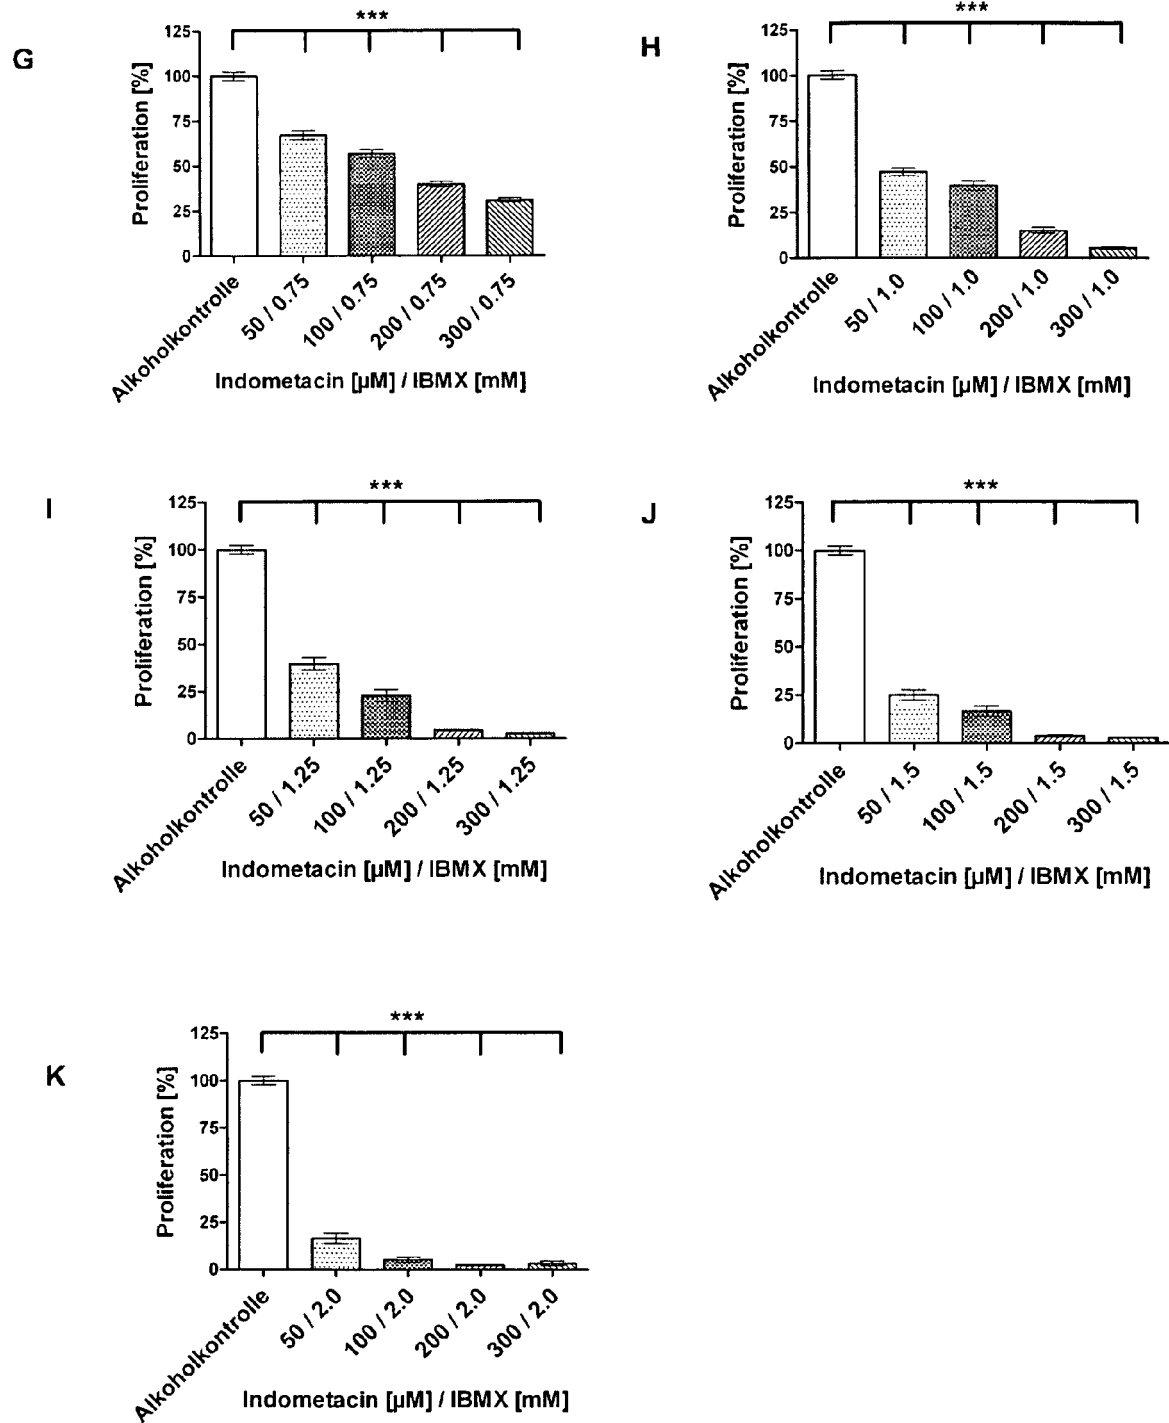 G
***
Proliferation [%]
125
100
75
50
25
0
Alkoholkontrolle
50 / 0.75
100 / 0.75
200 / 0.75
300 / 0.75
Indometacin [µM] / IBMX [mM]
H
***
Proliferation [%]
125
100
75
50
25
0
Alkoholkontrolle
50 / 1.0
100 / 1.0
200 / 1.0
300 / 1.0
Indometacin [µM] / IBMX [mM]
I
***
Proliferation [%]
125
100
75
50
25
0
Alkoholkontrolle
50 / 1.25
100 / 1.25
200 / 1.25
300 / 1.25
Indometacin [µM] / IBMX [mM]
J
***
Proliferation [%]
125
100
75
50
25
0
Alkoholkontrolle
50 / 1.5
100 / 1.5
200 / 1.5
300 / 1.5
Indometacin [µM] / IBMX [mM]
K
***
Proliferation [%]
125
100
75
50
25
0
Alkoholkontrolle
50 / 2.0
100 / 2.0
200 / 2.0
300 / 2.0
Indometacin [µM] / IBMX [mM]